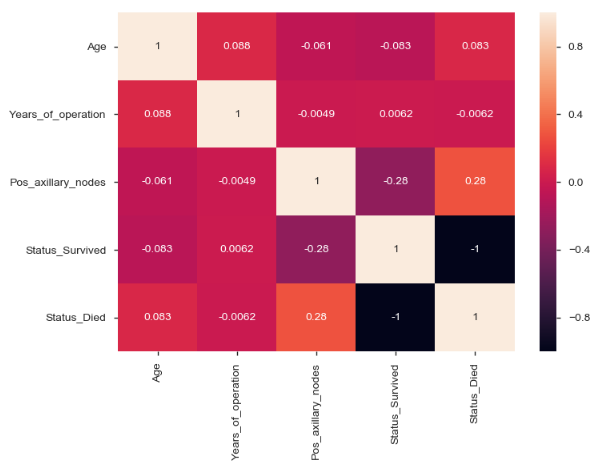 Age 1 0.088 -0.061 -0.083 0.083
Years_of_operation 0.088 1 -0.0049 0.0062 -0.0062
Pos_axillary_nodes -0.061 -0.0049 1 -0.28 0.28
Status_Survived -0.083 0.0062 -0.28 1 -1
Status_Died 0.083 -0.0062 0.28 -1 1
Age
Years_of_operation
Pos_axillary_nodes
Status_Survived
Status_Died
0.8
0.4
0.0
−0.4
−0.8